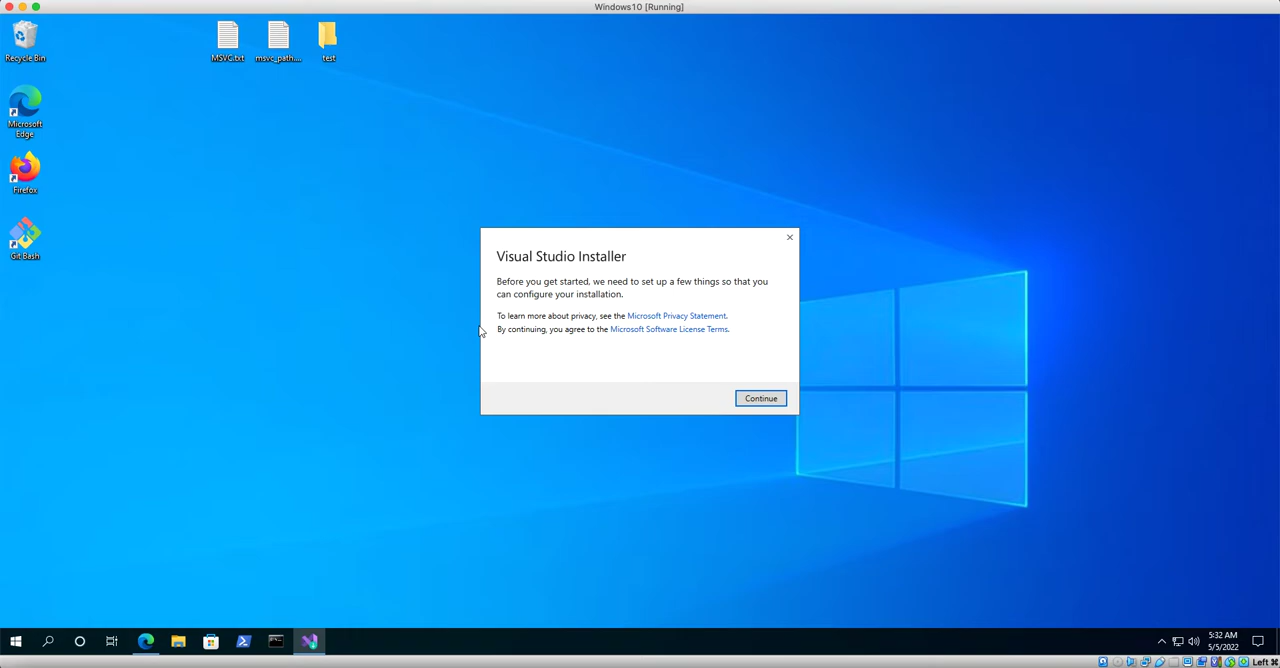 Windows10 [Running]
Recycle Bin
MSVC.txt
msvc_path....
test
Microsoft
Edge
Firefox
Git Bash
Visual Studio Installer
Before you get started, we need to set up a few things so that you
can configure your installation.
To learn more about privacy, see the Microsoft Privacy Statement.
By continuing, you agree to the Microsoft Software License Terms.
Continue
5:32 AM
5/5/2022
Left ⌘